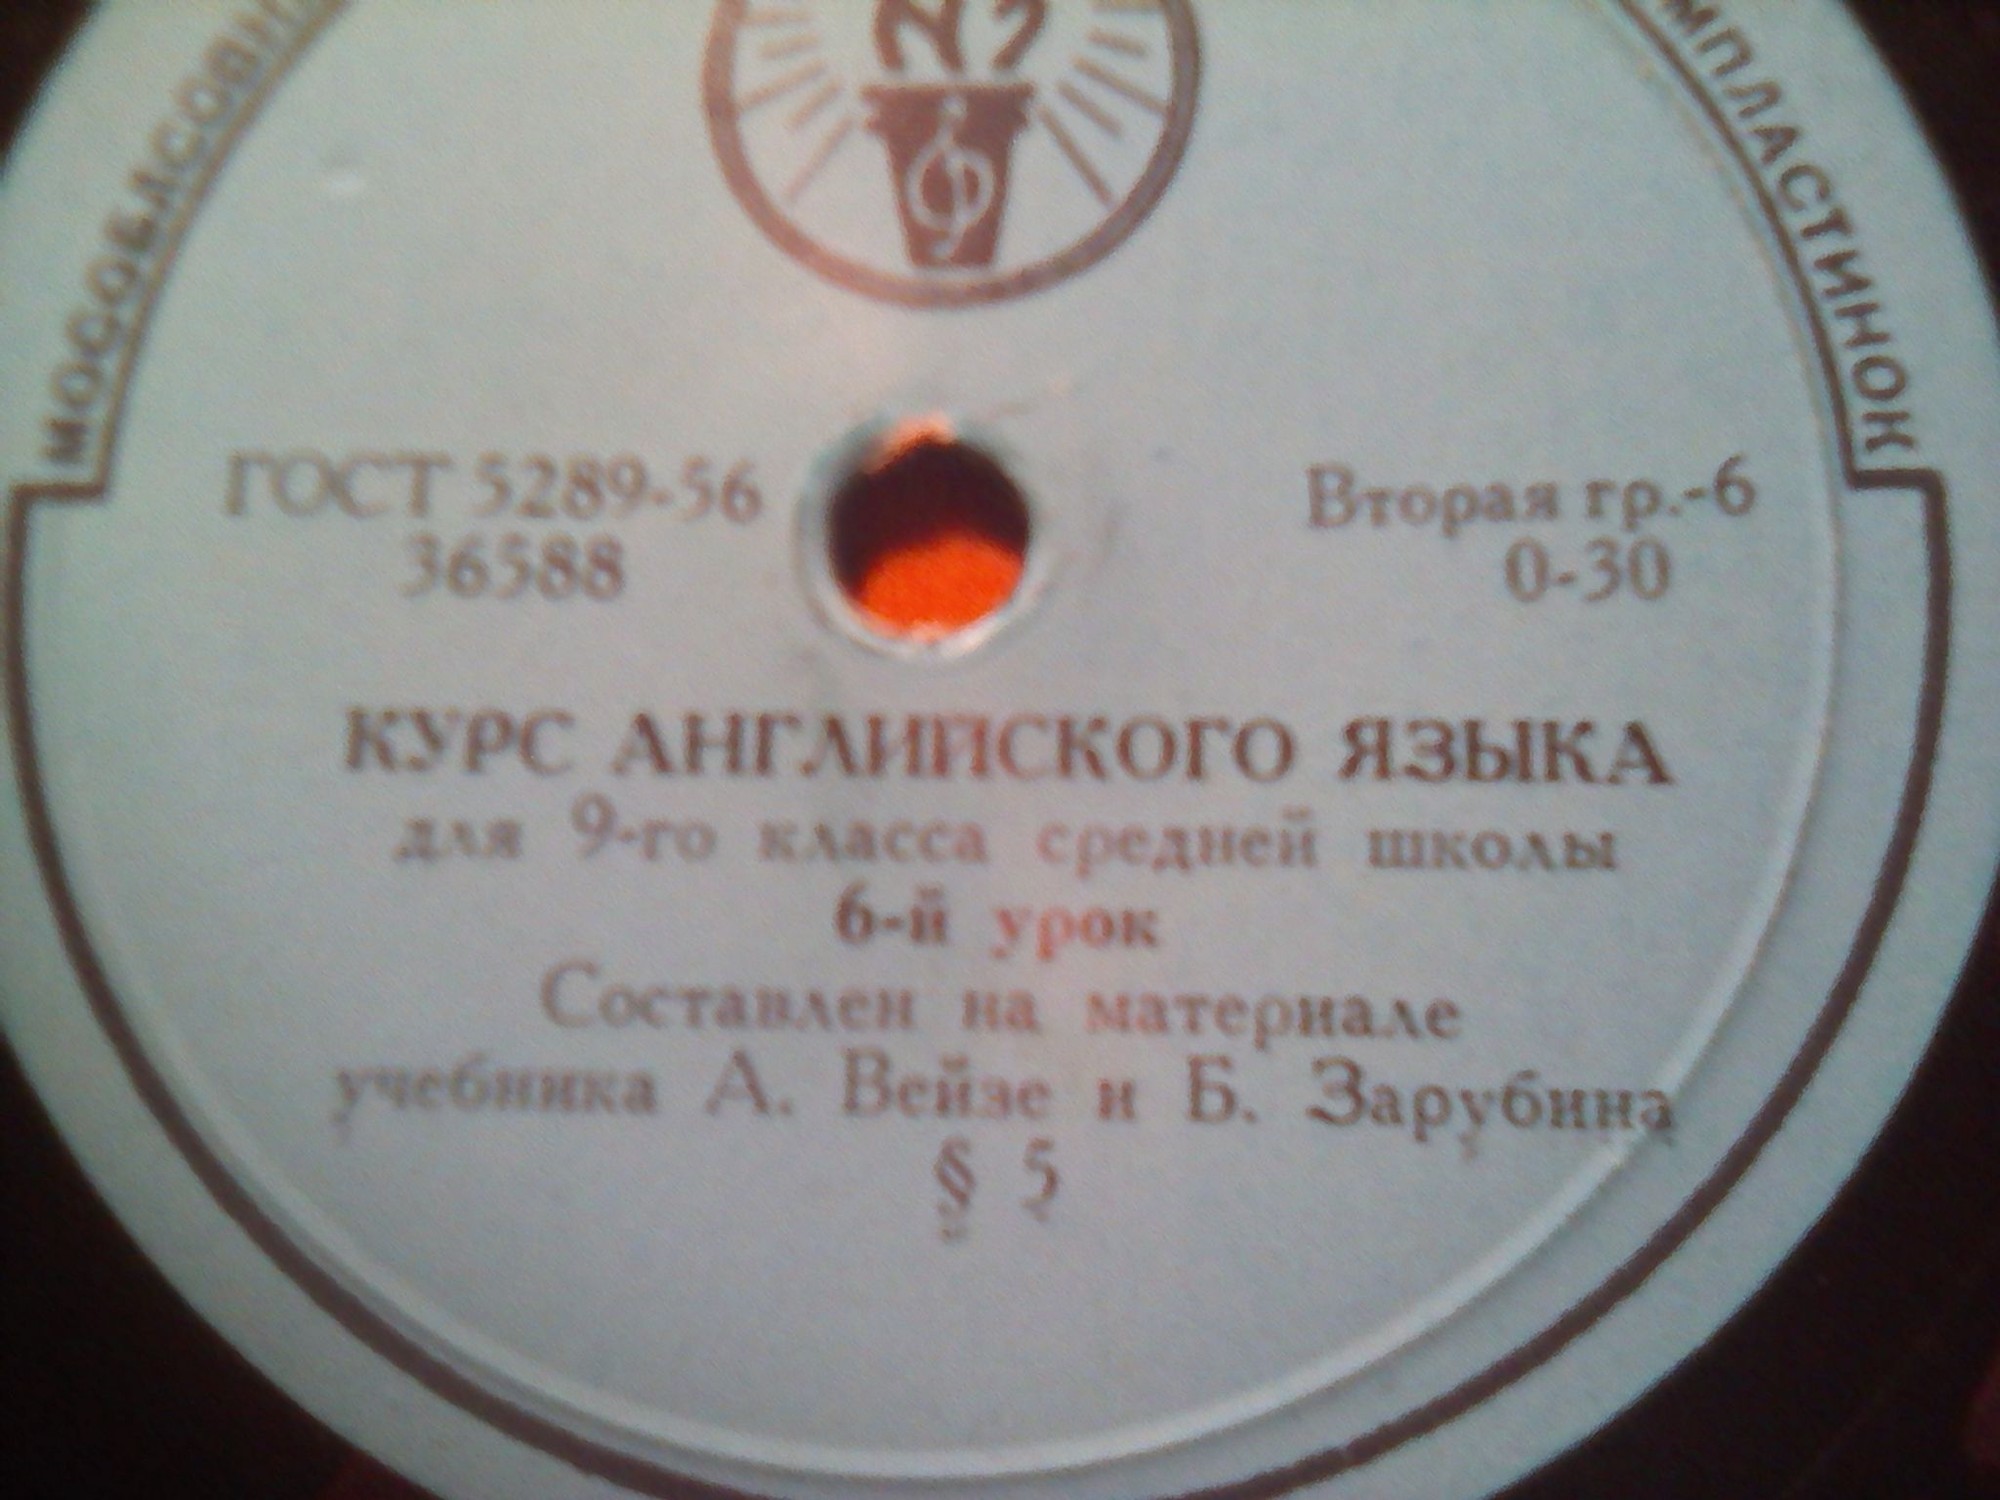 ГОСТ 5289-56
36588
Вторая гр.-6
0-30
КУРС АНГЛИЙСКОГО ЯЗЫКА
для 9-го класса средней школы
6-й урок
Составлен на материале
учебника А. Вейзе и Б. Зарубина
§ 5